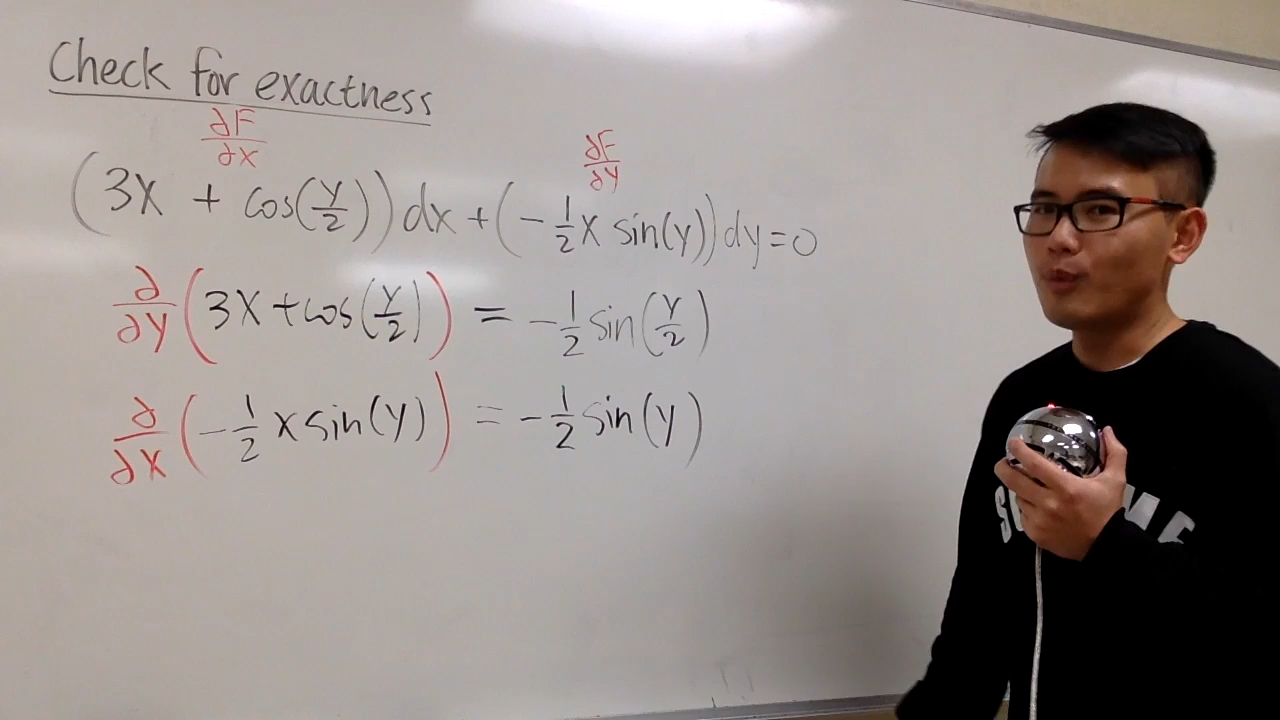 Check for exactness
∂F/∂x ∂F/∂y
(3x + cos(y/2))dx + (-1/2 x sin(y))dy = 0
∂/∂y (3x + cos(y/2)) = -1/2 sin(y/2)
∂/∂x (-1/2 x sin(y)) = -1/2 sin(y)